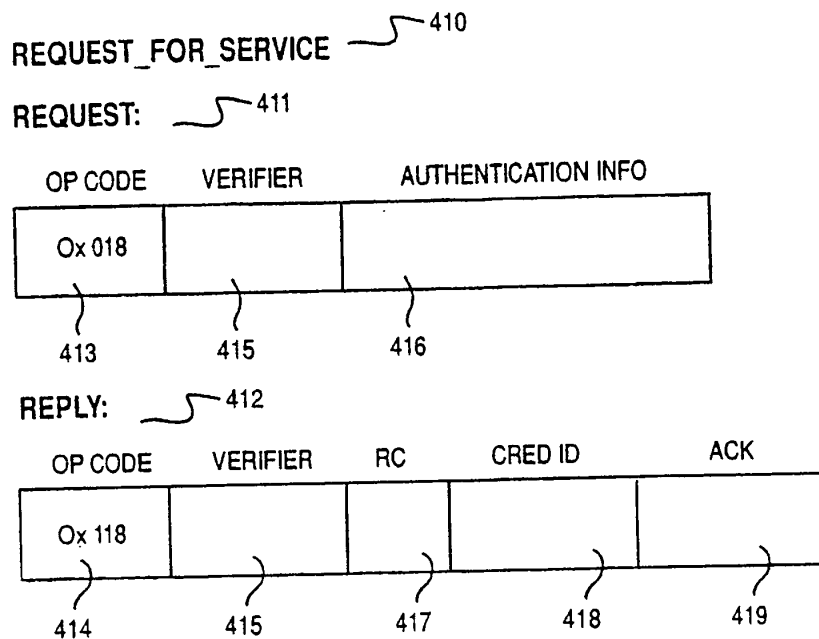 REQUEST_FOR_SERVICE 410
REQUEST: 411
OP CODE VERIFIER AUTHENTICATION INFO
Ox 018
413 415 416
REPLY: 412
OP CODE VERIFIER RC CRED ID ACK
Ox 118
414 415 417 418 419